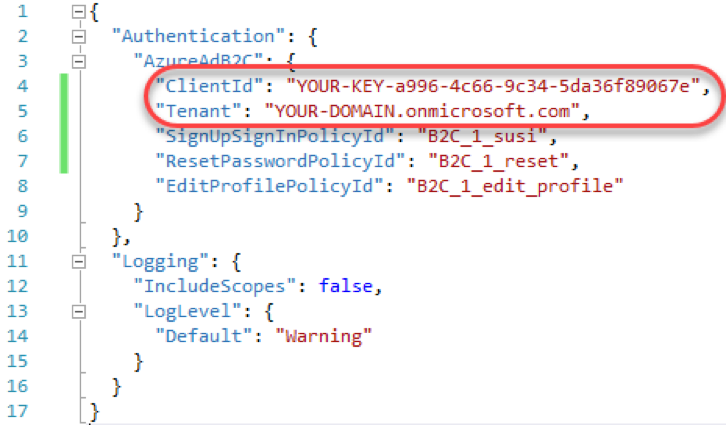 1 {
2 "Authentication": {
3 "AzureAdB2C": {
4 "ClientId": "YOUR-KEY-a996-4c66-9c34-5da36f89067e",
5 "Tenant": "YOUR-DOMAIN.onmicrosoft.com",
6 "SignUpSignInPolicyId": "B2C_1_susi",
7 "ResetPasswordPolicyId": "B2C_1_reset",
8 "EditProfilePolicyId": "B2C_1_edit_profile"
9 }
10 },
11 "Logging": {
12 "IncludeScopes": false,
13 "LogLevel": {
14 "Default": "Warning"
15 }
16 }
17 }